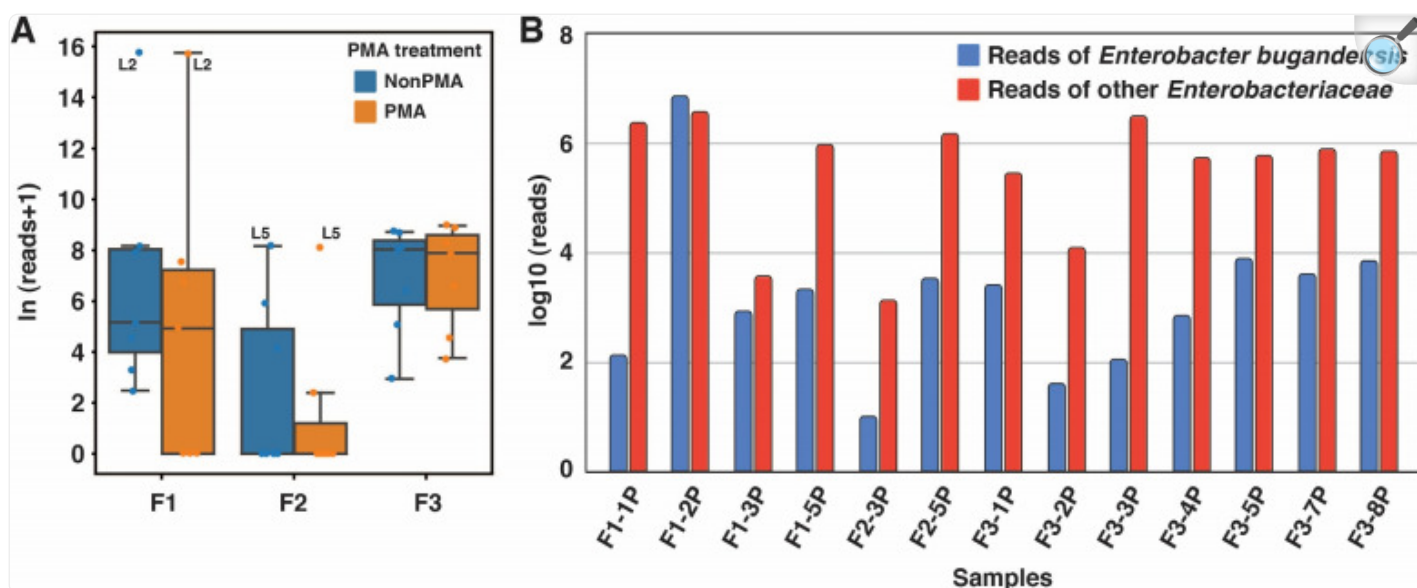 A
PMA treatment
NonPMA
PMA
L2
L2
L5
L5
ln (reads+1)
16
14
12
10
8
6
4
2
0
F1
F2
F3
B
Reads of Enterobacter bugandensis
Reads of other Enterobacteriaceae
log10 (reads)
8
6
4
2
0
F1-1P
F1-2P
F1-3P
F1-5P
F2-3P
F2-5P
F3-1P
F3-2P
F3-3P
F3-4P
F3-5P
F3-7P
F3-8P
Samples